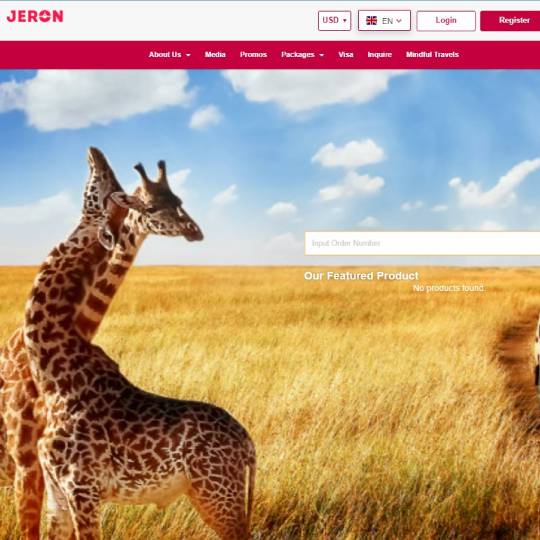 JERON
USD
EN
Login
Register
About Us
Media
Promos
Packages
Visa
Inquire
Mindful Travels
Input Order Number
Our Featured Product
No products found.